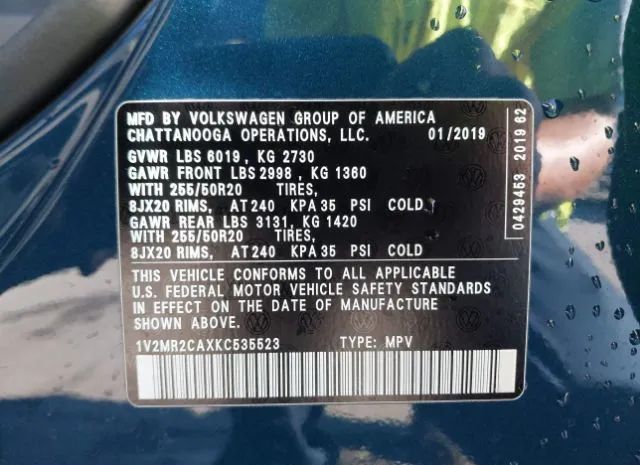 MFD BY VOLKSWAGEN GROUP OF AMERICA
CHATTANOOGA OPERATIONS, LLC. 01/2019
GVWR LBS 6019 , KG 2730
GAWR FRONT LBS 2998 , KG 1360
WITH 255/50R20 TIRES,
8JX20 RIMS, AT 240 KPA 35 PSI COLD
GAWR REAR LBS 3131, KG 1420
WITH 255/50R20 TIRES,
8JX20 RIMS, AT 240 KPA 35 PSI COLD
THIS VEHICLE CONFORMS TO ALL APPLICABLE
U.S. FEDERAL MOTOR VEHICLE SAFETY STANDARDS
IN EFFECT ON THE DATE OF MANUFACTURE
SHOWN ABOVE.
1V2MR2CAXKC535523 TYPE: MPV
0429453 2019 62